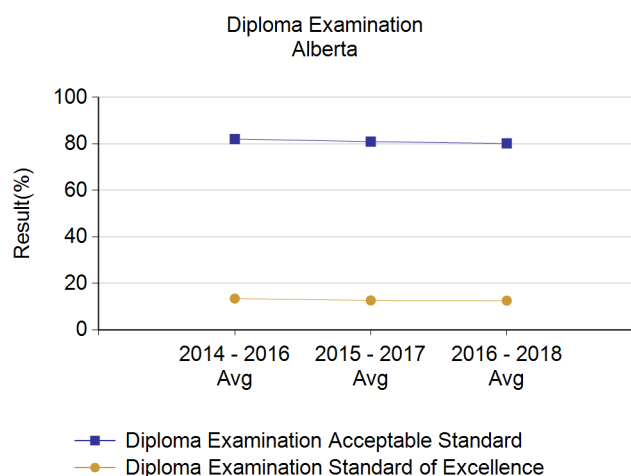 Diploma Examination
Alberta
100
80
60
40
20
0
Result(%)
2014 - 2016 2015 - 2017 2016 - 2018
Avg Avg Avg
Diploma Examination Acceptable Standard
Diploma Examination Standard of Excellence